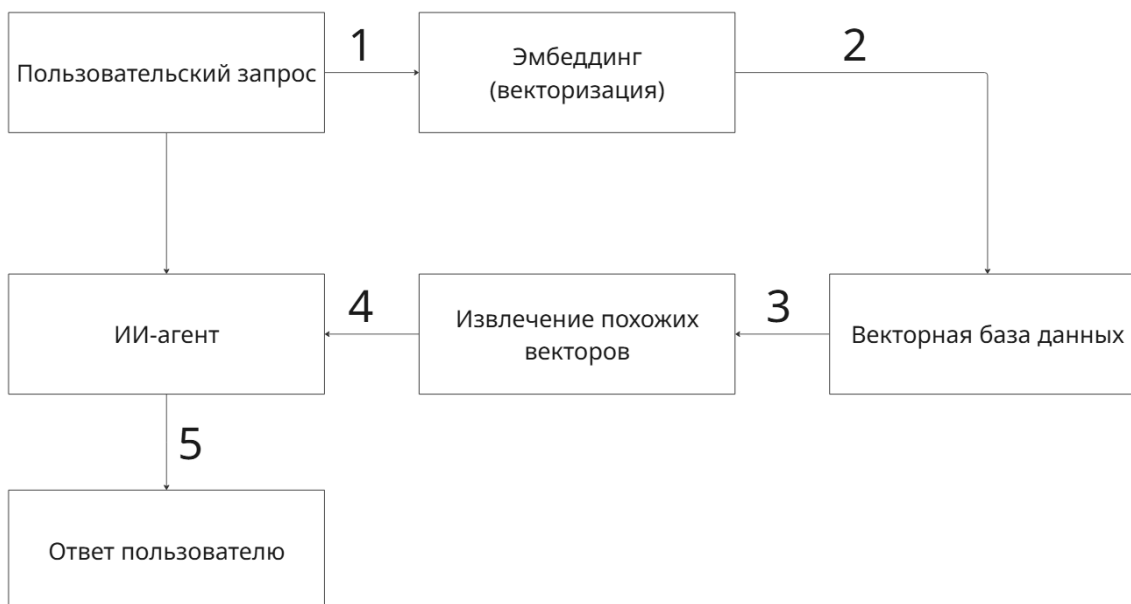 Пользовательский запрос
1
Эмбеддинг
(векторизация)
2
ИИ-агент
4
Извлечение похожих
векторов
3
Векторная база данных
5
Ответ пользователю